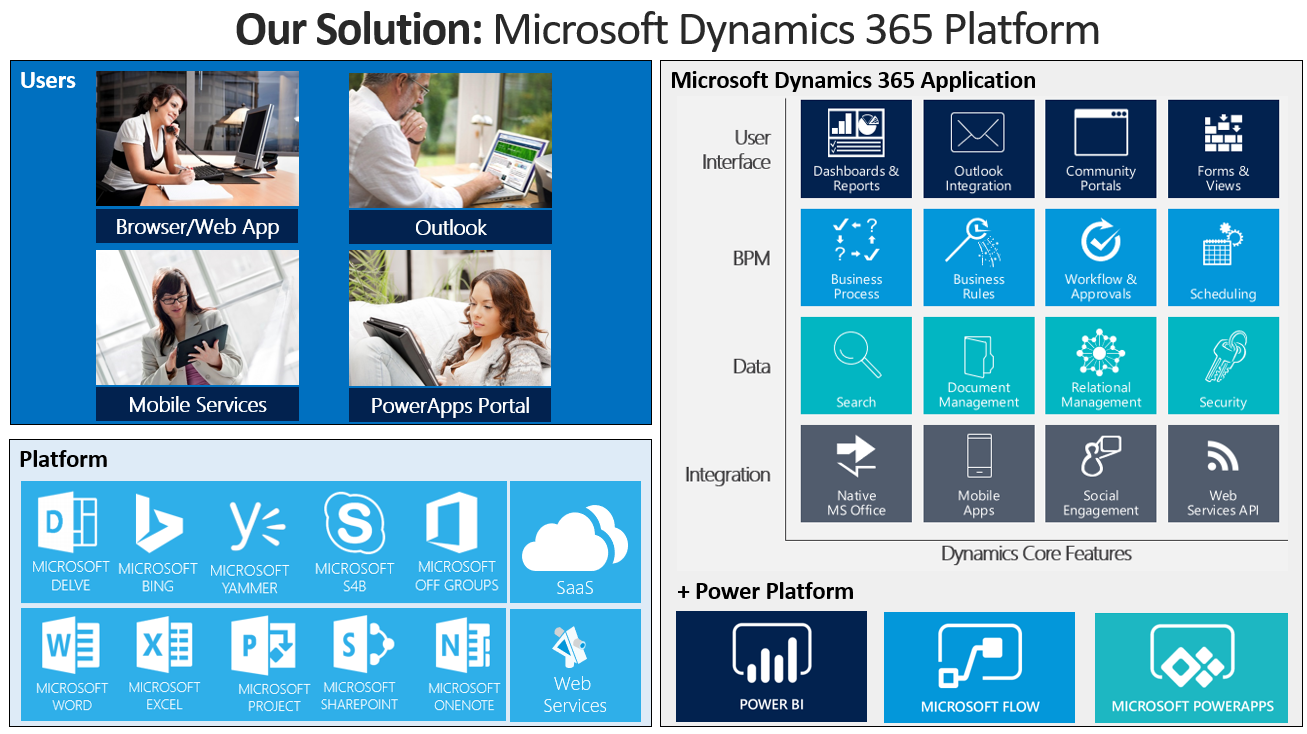 Our Solution: Microsoft Dynamics 365 Platform
Users
Browser/Web App
Outlook
Mobile Services
PowerApps Portal
Platform
MICROSOFT
DELVE
MICROSOFT
BING
MICROSOFT
YAMMER
MICROSOFT
S4B
MICROSOFT
OFF GROUPS
SaaS
MICROSOFT
WORD
MICROSOFT
EXCEL
MICROSOFT
PROJECT
MICROSOFT
SHAREPOINT
MICROSOFT
ONENOTE
Web
Services
Microsoft Dynamics 365 Application
User
Interface
Dashboards &
Reports
Outlook
Integration
Community
Portals
Forms &
Views
BPM
Business
Process
Business
Rules
Workflow &
Approvals
Scheduling
Data
Search
Document
Management
Relational
Management
Security
Integration
Native
MS Office
Mobile
Apps
Social
Engagement
Web
Services API
Dynamics Core Features
+ Power Platform
POWER BI
MICROSOFT FLOW
MICROSOFT POWERAPPS